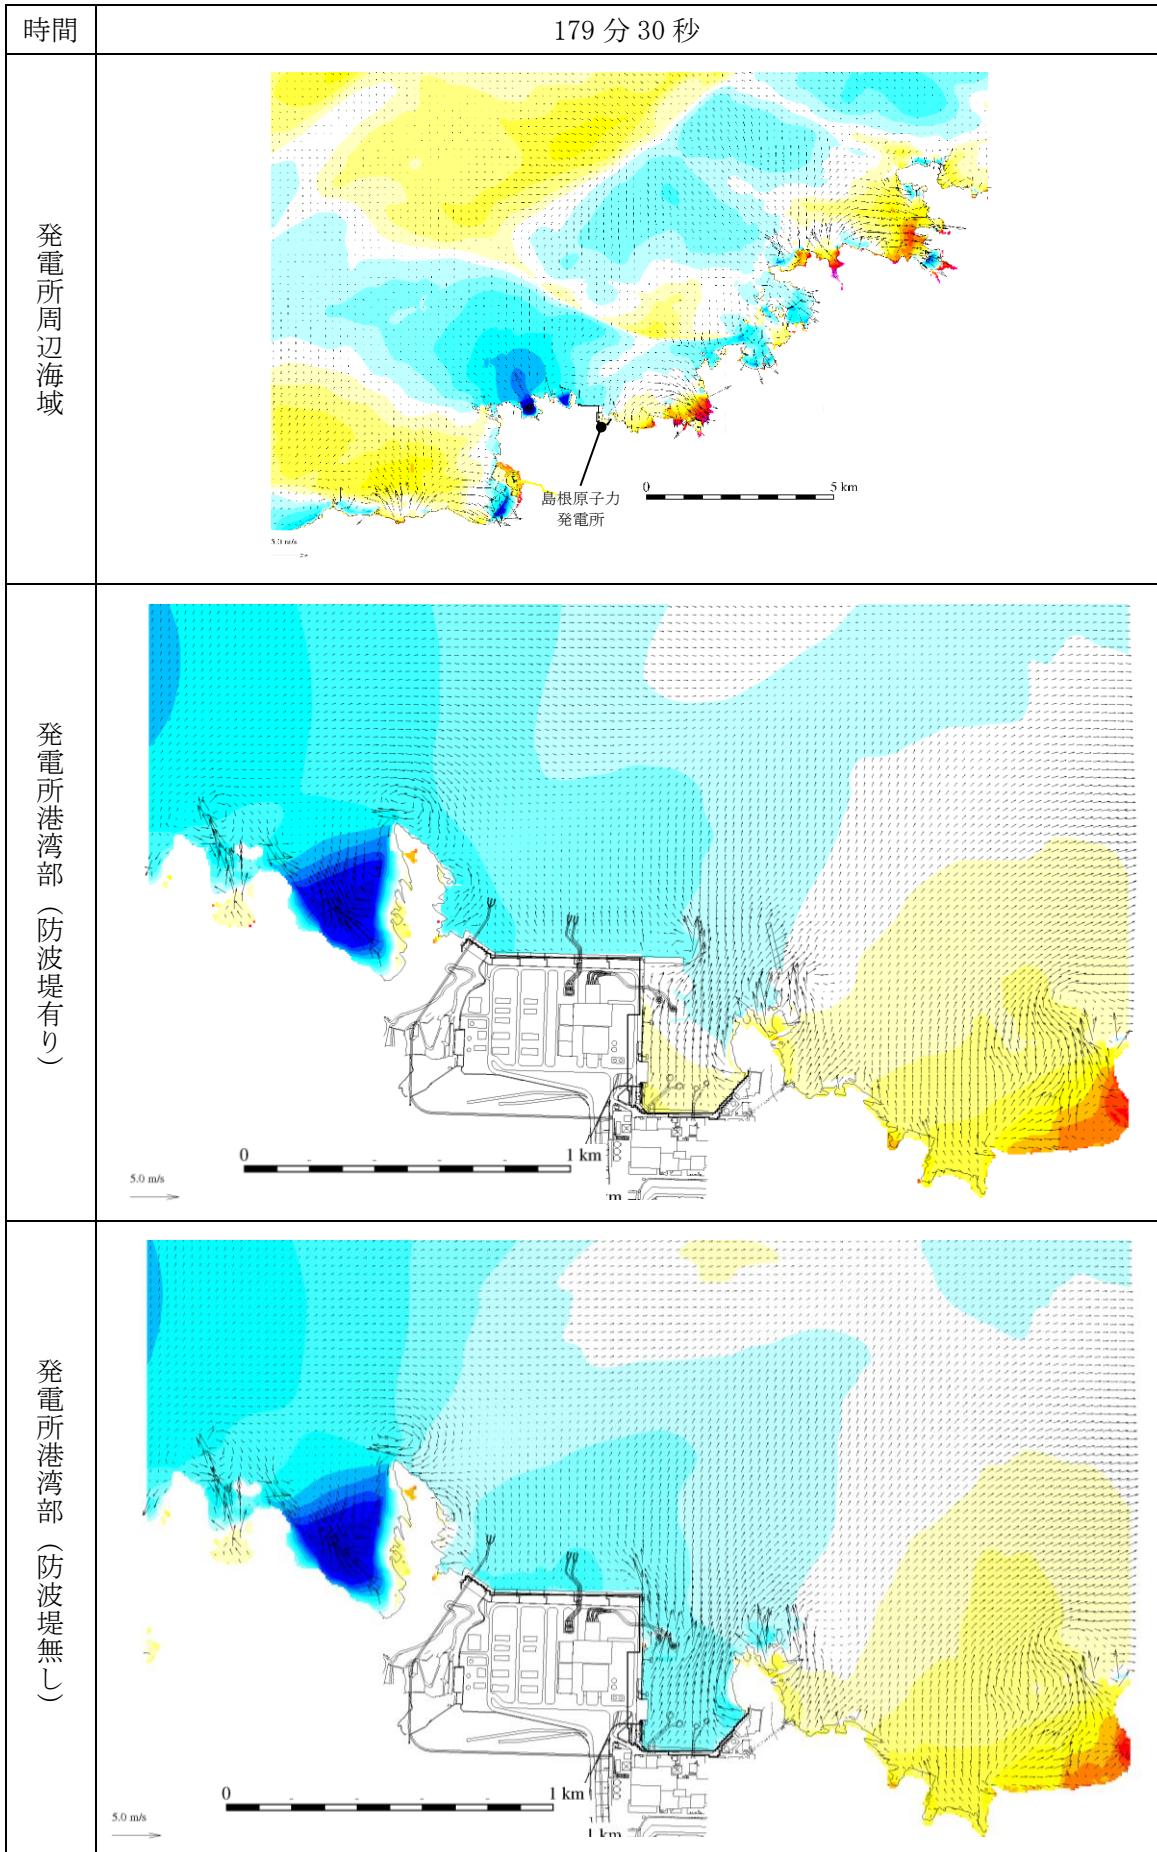 時間
179 分 30 秒
発電所周辺海域
島根原子力
発電所
0
5 km
5.0 m/s
発電所港湾部（防波堤有り）
0
1 km
5.0 m/s
発電所港湾部（防波堤無し）
0
1 km
5.0 m/s
1 km